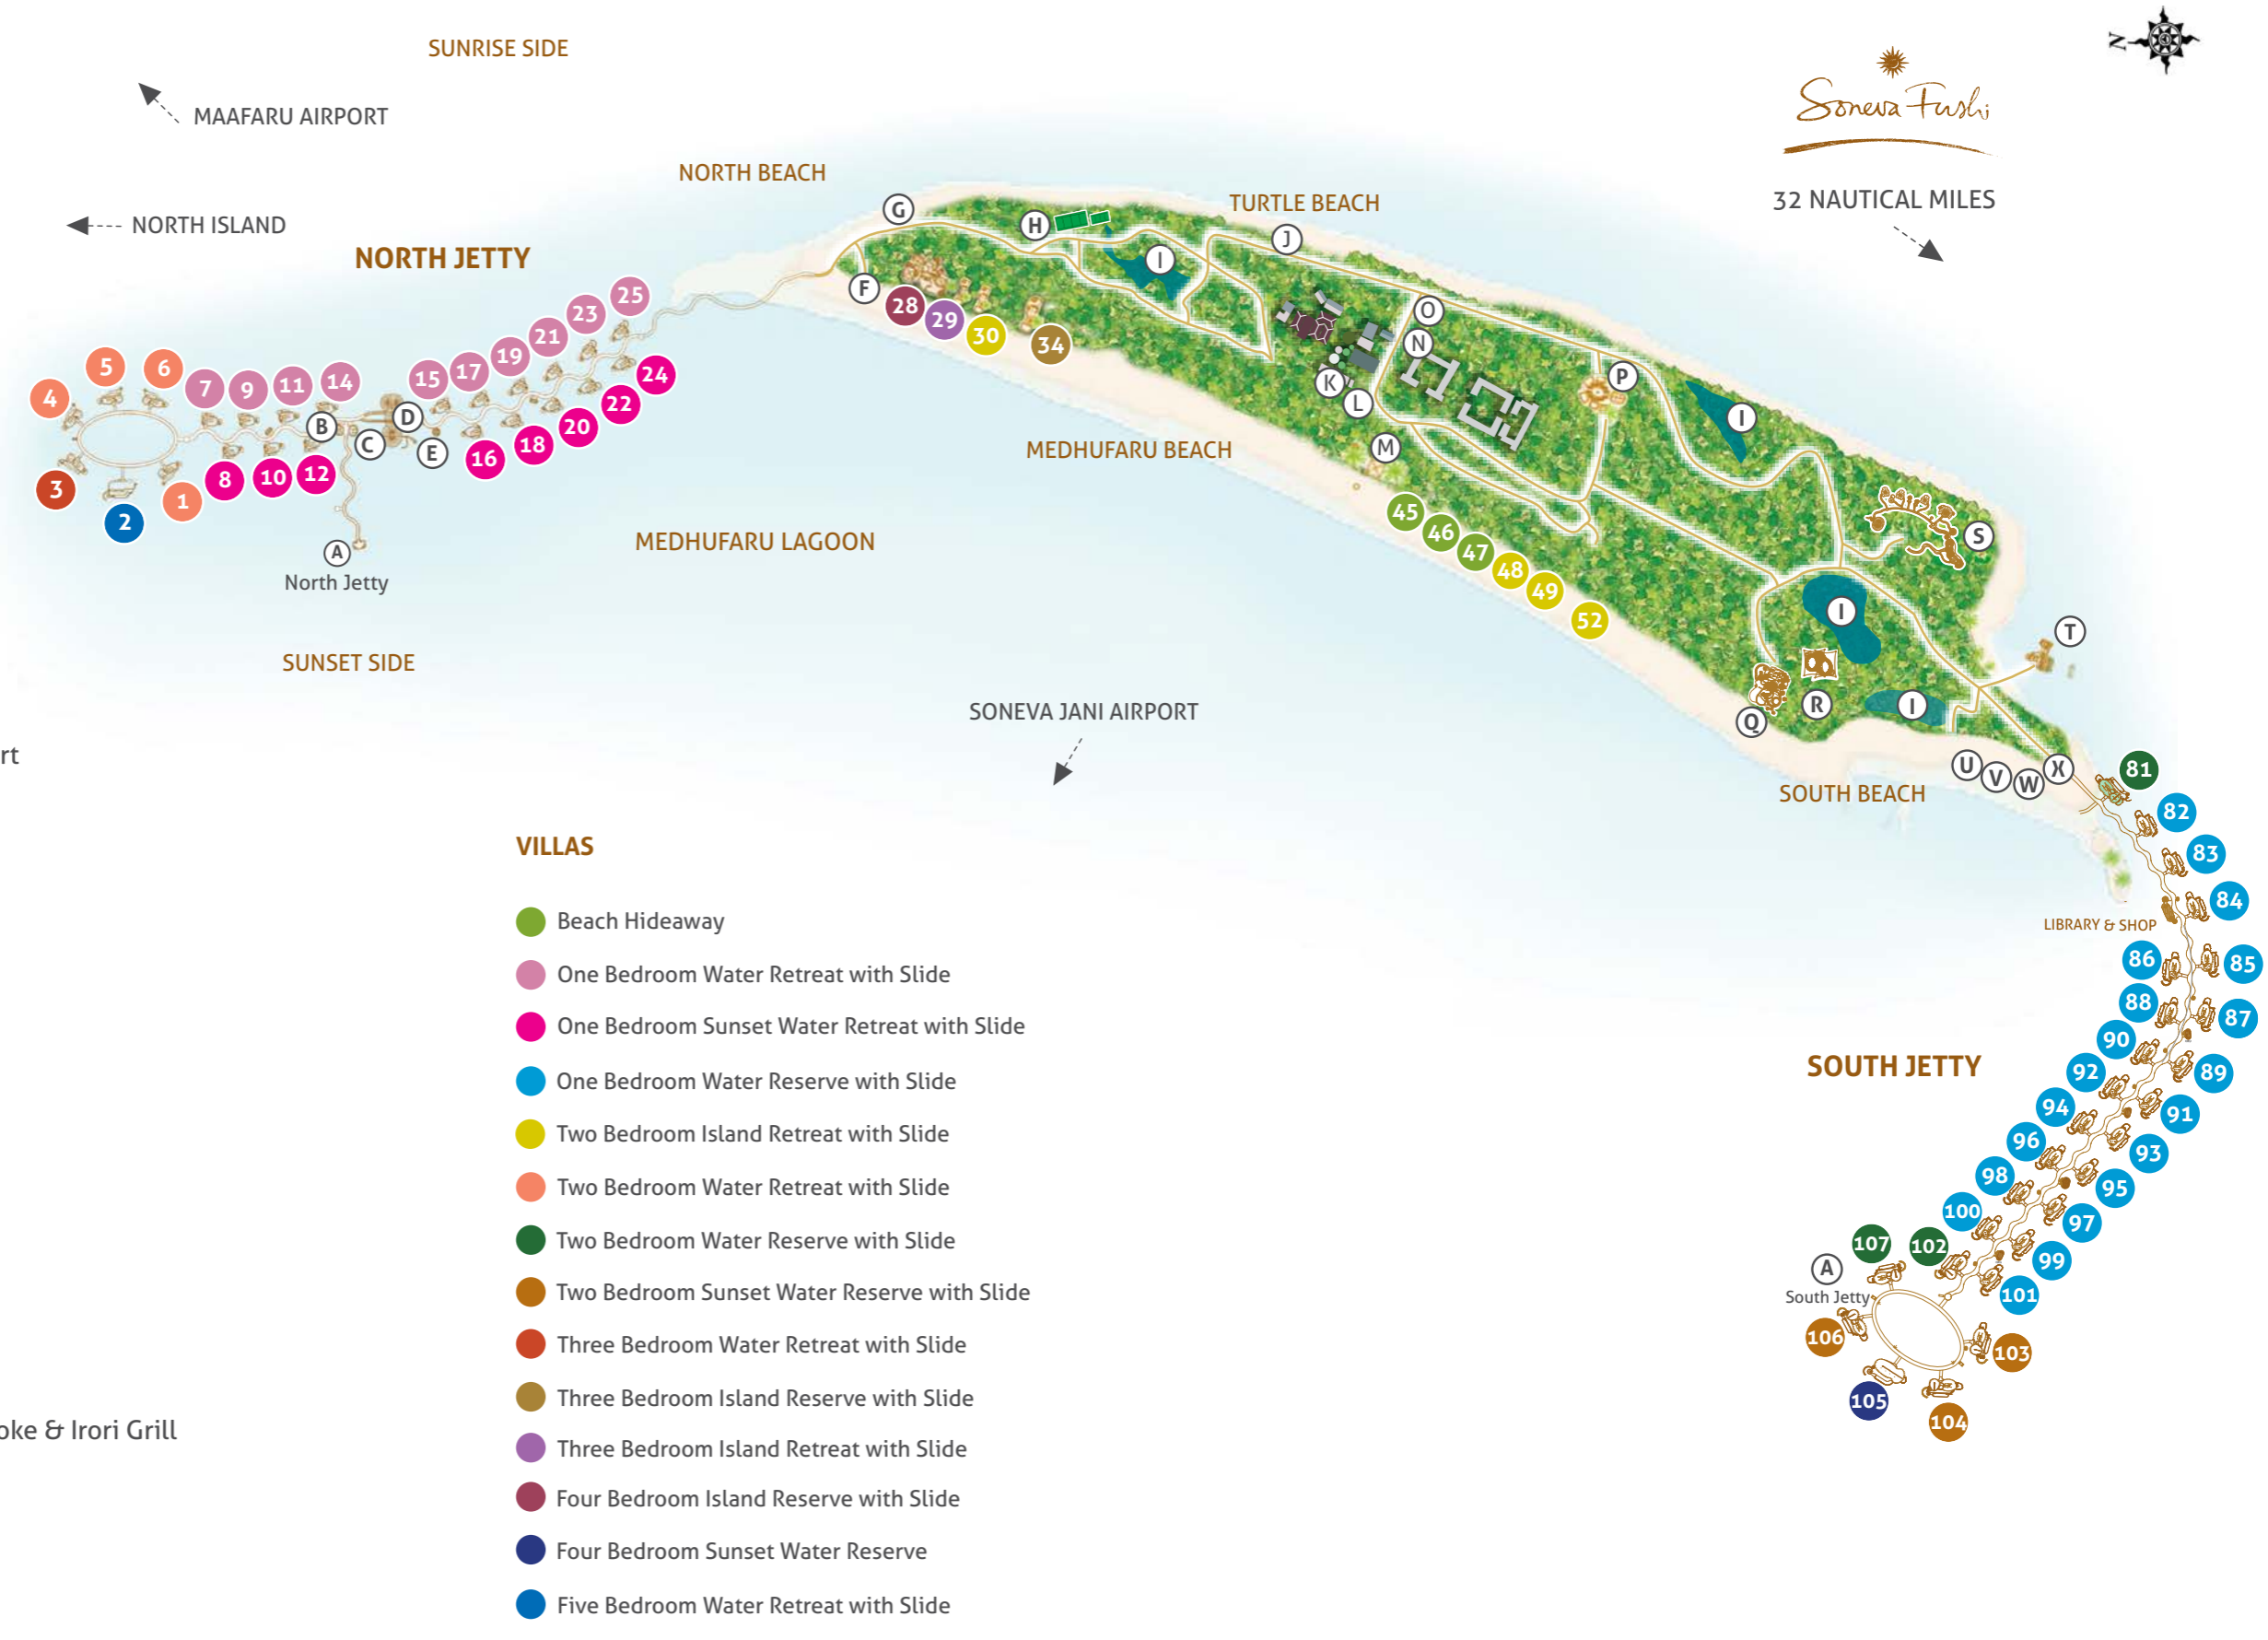 SUNRISE SIDE
N
Soneva Fushi
32 NAUTICAL MILES
MAAFARU AIRPORT
NORTH ISLAND
NORTH JETTY
NORTH BEACH
TURTLE BEACH
G
H
I
J
F
28
29
30
34
O
N
K
L
M
P
I
25
23
21
19
17
15
14
11
9
7
6
5
4
3
2
1
8
10
12
B
C
D
E
16
18
20
22
24
A
North Jetty
MEDHUFARU BEACH
MEDHUFARU LAGOON
SUNSET SIDE
45
46
47
48
49
52
S
I
T
Q
R
I
SONEVA JANI AIRPORT
SOUTH BEACH
U
V
W
X
rt
81
82
83
84
LIBRARY & SHOP
86
85
88
87
90
89
92
91
94
93
96
95
98
97
100
99
SOUTH JETTY
107
102
101
A
South Jetty
106
103
105
104
VILLAS
Beach Hideaway
One Bedroom Water Retreat with Slide
One Bedroom Sunset Water Retreat with Slide
One Bedroom Water Reserve with Slide
Two Bedroom Island Retreat with Slide
Two Bedroom Water Retreat with Slide
Two Bedroom Water Reserve with Slide
Two Bedroom Sunset Water Reserve with Slide
Three Bedroom Water Retreat with Slide
Three Bedroom Island Reserve with Slide
Three Bedroom Island Retreat with Slide
Four Bedroom Island Reserve with Slide
Four Bedroom Sunset Water Reserve
Five Bedroom Water Retreat with Slide
oke & Irori Grill